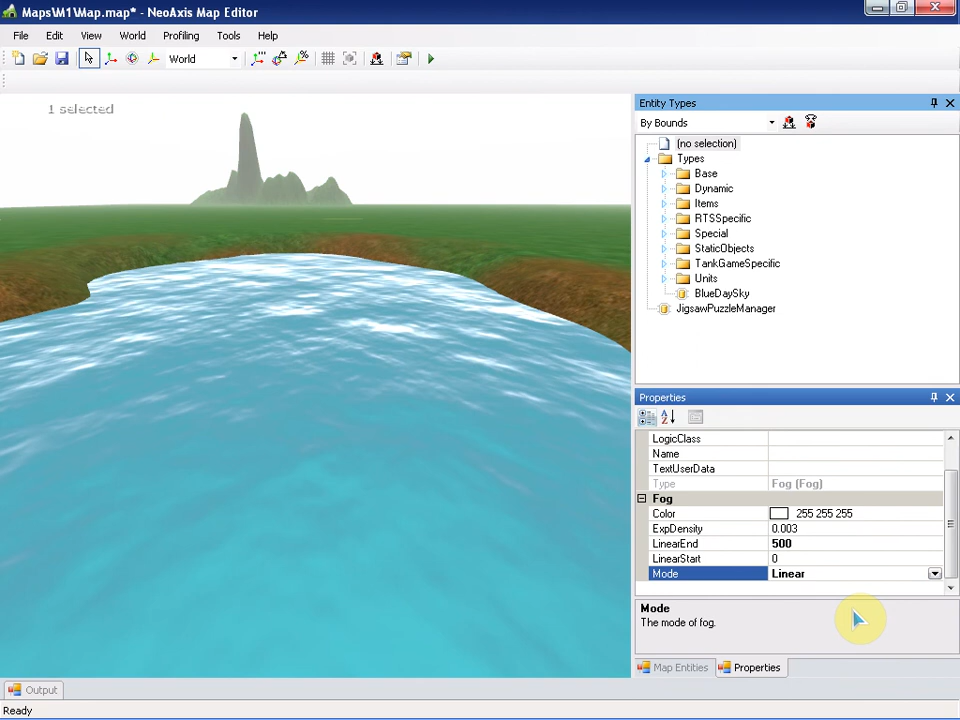 Maps\M1\Map.map* - NeoAxis Map Editor
File Edit View World Profiling Tools Help
World
1 selected
Entity Types
By Bounds
(no selection)
Types
Base
Dynamic
Items
RTSSpecific
Special
StaticObjects
TankGameSpecific
Units
BlueDaySky
JigsawPuzzleManager
Properties
LogicClass
Name
TextUserData
Type Fog (Fog)
Fog
Color 255 255 255
ExpDensity 0.003
LinearEnd 500
LinearStart 0
Mode Linear
Mode
The mode of fog.
Map Entities Properties
Output
Ready